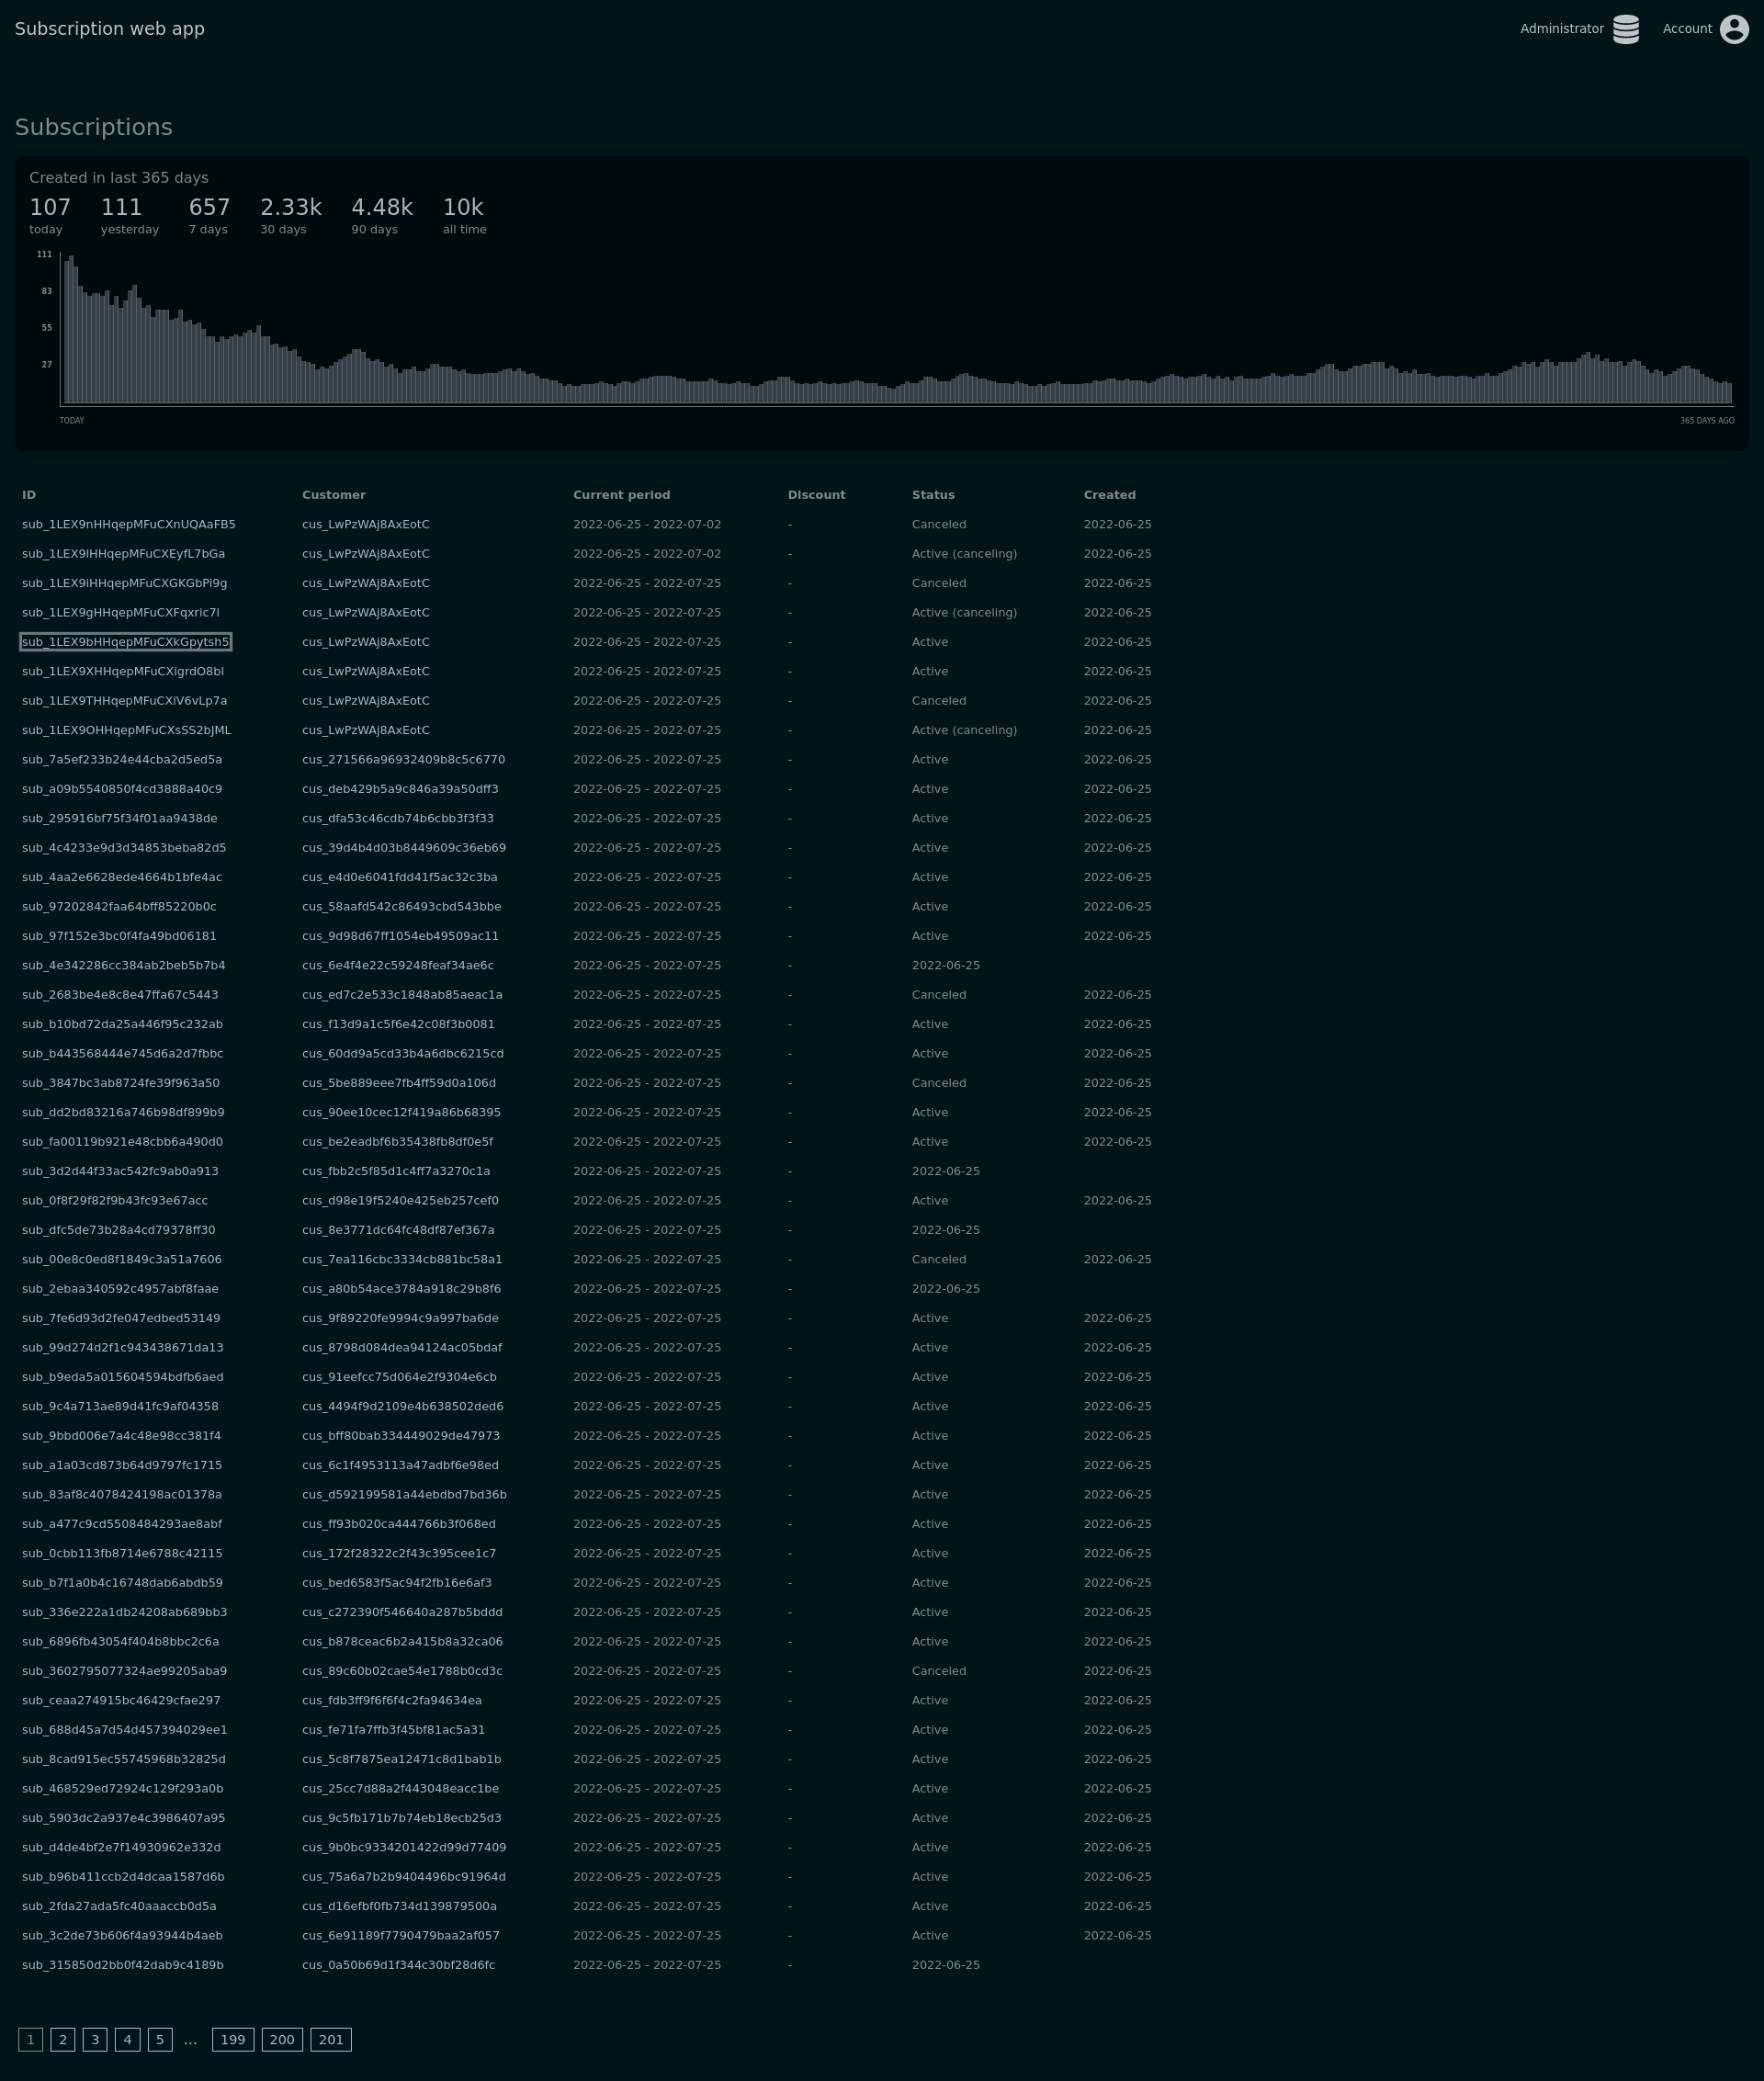 Subscription web app
Administrator
Account
Subscriptions
Created in last 365 days
107 111 657 2.33k 4.48k 10k
today yesterday 7 days 30 days 90 days all time
111
83
55
27
TODAY 365 DAYS AGO
ID Customer Current period Discount Status Created
sub_1LEX9nHHqepMFuCXnUQAaFB5 cus_LwPzWAj8AxEotC 2022-06-25 - 2022-07-02 - Canceled 2022-06-25
sub_1LEX9lHHqepMFuCXEyfL7bGa cus_LwPzWAj8AxEotC 2022-06-25 - 2022-07-02 - Active (canceling) 2022-06-25
sub_1LEX9iHHqepMFuCXGKGbPi9g cus_LwPzWAj8AxEotC 2022-06-25 - 2022-07-25 - Canceled 2022-06-25
sub_1LEX9gHHqepMFuCXFqxric7l cus_LwPzWAj8AxEotC 2022-06-25 - 2022-07-25 - Active (canceling) 2022-06-25
sub_1LEX9bHHqepMFuCXkGpytsh5 cus_LwPzWAj8AxEotC 2022-06-25 - 2022-07-25 - Active 2022-06-25
sub_1LEX9XHHqepMFuCXigrdO8bI cus_LwPzWAj8AxEotC 2022-06-25 - 2022-07-25 - Active 2022-06-25
sub_1LEX9THHqepMFuCXiV6vLp7a cus_LwPzWAj8AxEotC 2022-06-25 - 2022-07-25 - Canceled 2022-06-25
sub_1LEX9OHHqepMFuCXsSS2bJML cus_LwPzWAj8AxEotC 2022-06-25 - 2022-07-25 - Active (canceling) 2022-06-25
sub_7a5ef233b24e44cba2d5ed5a cus_271566a96932409b8c5c6770 2022-06-25 - 2022-07-25 - Active 2022-06-25
sub_a09b5540850f4cd3888a40c9 cus_deb429b5a9c846a39a50dff3 2022-06-25 - 2022-07-25 - Active 2022-06-25
sub_295916bf75f34f01aa9438de cus_dfa53c46cdb74b6cbb3f3f33 2022-06-25 - 2022-07-25 - Active 2022-06-25
sub_4c4233e9d3d34853beba82d5 cus_39d4b4d03b8449609c36eb69 2022-06-25 - 2022-07-25 - Active 2022-06-25
sub_4aa2e6628ede4664b1bfe4ac cus_e4d0e6041fdd41f5ac32c3ba 2022-06-25 - 2022-07-25 - Active 2022-06-25
sub_97202842faa64bff85220b0c cus_58aafd542c86493cbd543bbe 2022-06-25 - 2022-07-25 - Active 2022-06-25
sub_97f152e3bc0f4fa49bd06181 cus_9d98d67ff1054eb49509ac11 2022-06-25 - 2022-07-25 - Active 2022-06-25
sub_4e342286cc384ab2beb5b7b4 cus_6e4f4e22c59248feaf34ae6c 2022-06-25 - 2022-07-25 - 2022-06-25
sub_2683be4e8c8e47ffa67c5443 cus_ed7c2e533c1848ab85aeac1a 2022-06-25 - 2022-07-25 - Canceled 2022-06-25
sub_b10bd72da25a446f95c232ab cus_f13d9a1c5f6e42c08f3b0081 2022-06-25 - 2022-07-25 - Active 2022-06-25
sub_b443568444e745d6a2d7fbbc cus_60dd9a5cd33b4a6dbc6215cd 2022-06-25 - 2022-07-25 - Active 2022-06-25
sub_3847bc3ab8724fe39f963a50 cus_5be889eee7fb4ff59d0a106d 2022-06-25 - 2022-07-25 - Canceled 2022-06-25
sub_dd2bd83216a746b98df899b9 cus_90ee10cec12f419a86b68395 2022-06-25 - 2022-07-25 - Active 2022-06-25
sub_fa00119b921e48cbb6a490d0 cus_be2eadbf6b35438fb8df0e5f 2022-06-25 - 2022-07-25 - Active 2022-06-25
sub_3d2d44f33ac542fc9ab0a913 cus_fbb2c5f85d1c4ff7a3270c1a 2022-06-25 - 2022-07-25 - 2022-06-25
sub_0f8f29f82f9b43fc93e67acc cus_d98e19f5240e425eb257cef0 2022-06-25 - 2022-07-25 - Active 2022-06-25
sub_dfc5de73b28a4cd79378ff30 cus_8e3771dc64fc48df87ef367a 2022-06-25 - 2022-07-25 - 2022-06-25
sub_00e8c0ed8f1849c3a51a7606 cus_7ea116cbc3334cb881bc58a1 2022-06-25 - 2022-07-25 - Canceled 2022-06-25
sub_2ebaa340592c4957abf8faae cus_a80b54ace3784a918c29b8f6 2022-06-25 - 2022-07-25 - 2022-06-25
sub_7fe6d93d2fe047edbed53149 cus_9f89220fe9994c9a997ba6de 2022-06-25 - 2022-07-25 - Active 2022-06-25
sub_99d274d2f1c943438671da13 cus_8798d084dea94124ac05bdaf 2022-06-25 - 2022-07-25 - Active 2022-06-25
sub_b9eda5a015604594bdfb6aed cus_91eefcc75d064e2f9304e6cb 2022-06-25 - 2022-07-25 - Active 2022-06-25
sub_9c4a713ae89d41fc9af04358 cus_4494f9d2109e4b638502ded6 2022-06-25 - 2022-07-25 - Active 2022-06-25
sub_9bbd006e7a4c48e98cc381f4 cus_bff80bab334449029de47973 2022-06-25 - 2022-07-25 - Active 2022-06-25
sub_a1a03cd873b64d9797fc1715 cus_6c1f4953113a47adbf6e98ed 2022-06-25 - 2022-07-25 - Active 2022-06-25
sub_83af8c4078424198ac01378a cus_d592199581a44ebdbd7bd36b 2022-06-25 - 2022-07-25 - Active 2022-06-25
sub_a477c9cd5508484293ae8abf cus_ff93b020ca444766b3f068ed 2022-06-25 - 2022-07-25 - Active 2022-06-25
sub_0cbb113fb8714e6788c42115 cus_172f28322c2f43c395cee1c7 2022-06-25 - 2022-07-25 - Active 2022-06-25
sub_b7f1a0b4c16748dab6abdb59 cus_bed6583f5ac94f2fb16e6af3 2022-06-25 - 2022-07-25 - Active 2022-06-25
sub_336e222a1db24208ab689bb3 cus_c272390f546640a287b5bddd 2022-06-25 - 2022-07-25 - Active 2022-06-25
sub_6896fb43054f404b8bbc2c6a cus_b878ceac6b2a415b8a32ca06 2022-06-25 - 2022-07-25 - Active 2022-06-25
sub_3602795077324ae99205aba9 cus_89c60b02cae54e1788b0cd3c 2022-06-25 - 2022-07-25 - Canceled 2022-06-25
sub_ceaa274915bc46429cfae297 cus_fdb3ff9f6f6f4c2fa94634ea 2022-06-25 - 2022-07-25 - Active 2022-06-25
sub_688d45a7d54d457394029ee1 cus_fe71fa7ffb3f45bf81ac5a31 2022-06-25 - 2022-07-25 - Active 2022-06-25
sub_8cad915ec55745968b32825d cus_5c8f7875ea12471c8d1bab1b 2022-06-25 - 2022-07-25 - Active 2022-06-25
sub_468529ed72924c129f293a0b cus_25cc7d88a2f443048eacc1be 2022-06-25 - 2022-07-25 - Active 2022-06-25
sub_5903dc2a937e4c3986407a95 cus_9c5fb171b7b74eb18ecb25d3 2022-06-25 - 2022-07-25 - Active 2022-06-25
sub_d4de4bf2e7f14930962e332d cus_9b0bc9334201422d99d77409 2022-06-25 - 2022-07-25 - Active 2022-06-25
sub_b96b411ccb2d4dcaa1587d6b cus_75a6a7b2b9404496bc91964d 2022-06-25 - 2022-07-25 - Active 2022-06-25
sub_2fda27ada5fc40aaaccb0d5a cus_d16efbf0fb734d139879500a 2022-06-25 - 2022-07-25 - Active 2022-06-25
sub_3c2de73b606f4a93944b4aeb cus_6e91189f7790479baa2af057 2022-06-25 - 2022-07-25 - Active 2022-06-25
sub_315850d2bb0f42dab9c4189b cus_0a50b69d1f344c30bf28d6fc 2022-06-25 - 2022-07-25 - 2022-06-25
1 2 3 4 5 ... 199 200 201